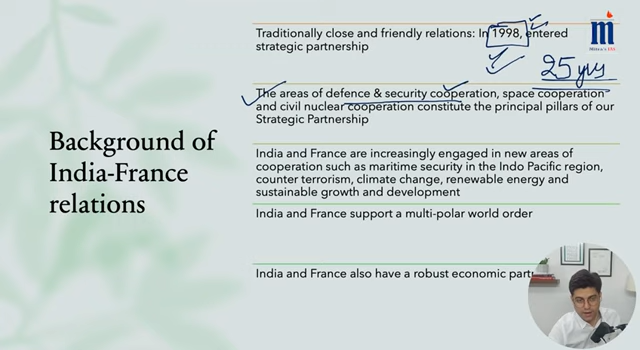 Traditionally close and friendly relations: In 1998, entered
strategic partnership
25 yrs
The areas of defence & security cooperation, space cooperation
and civil nuclear cooperation constitute the principal pillars of our
Strategic Partnership
Background of
India-France
relations
India and France are increasingly engaged in new areas of
cooperation such as maritime security in the Indo Pacific region,
counter terrorism, climate change, renewable energy and
sustainable growth and development
India and France support a multi-polar world order
India and France also have a robust economic